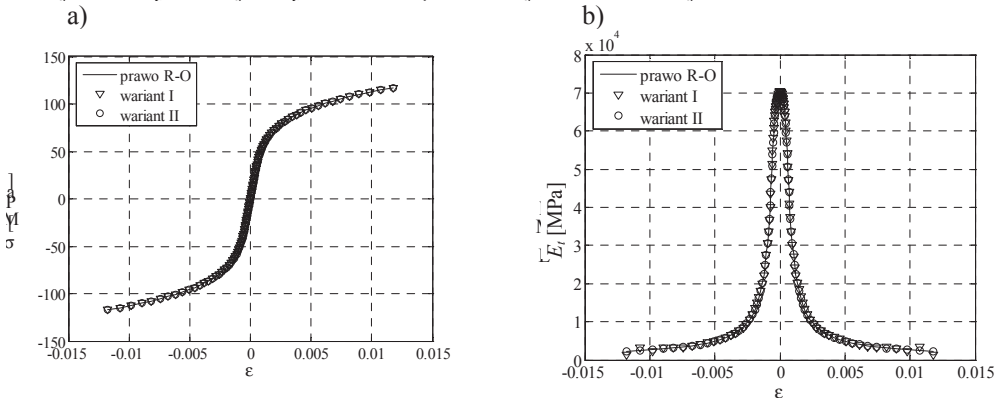 a)
150
100
50
0
-50
-100
-150
-0.015
-0.01
-0.005
0
0.005
0.01
0.015
ε
σ [MPa]
prawo R-O
wariant I
wariant II
b)
8 x 10⁴
7
6
5
4
3
2
1
0
-0.015
-0.01
-0.005
0
0.005
0.01
0.015
ε
E_t [MPa]
prawo R-O
wariant I
wariant II